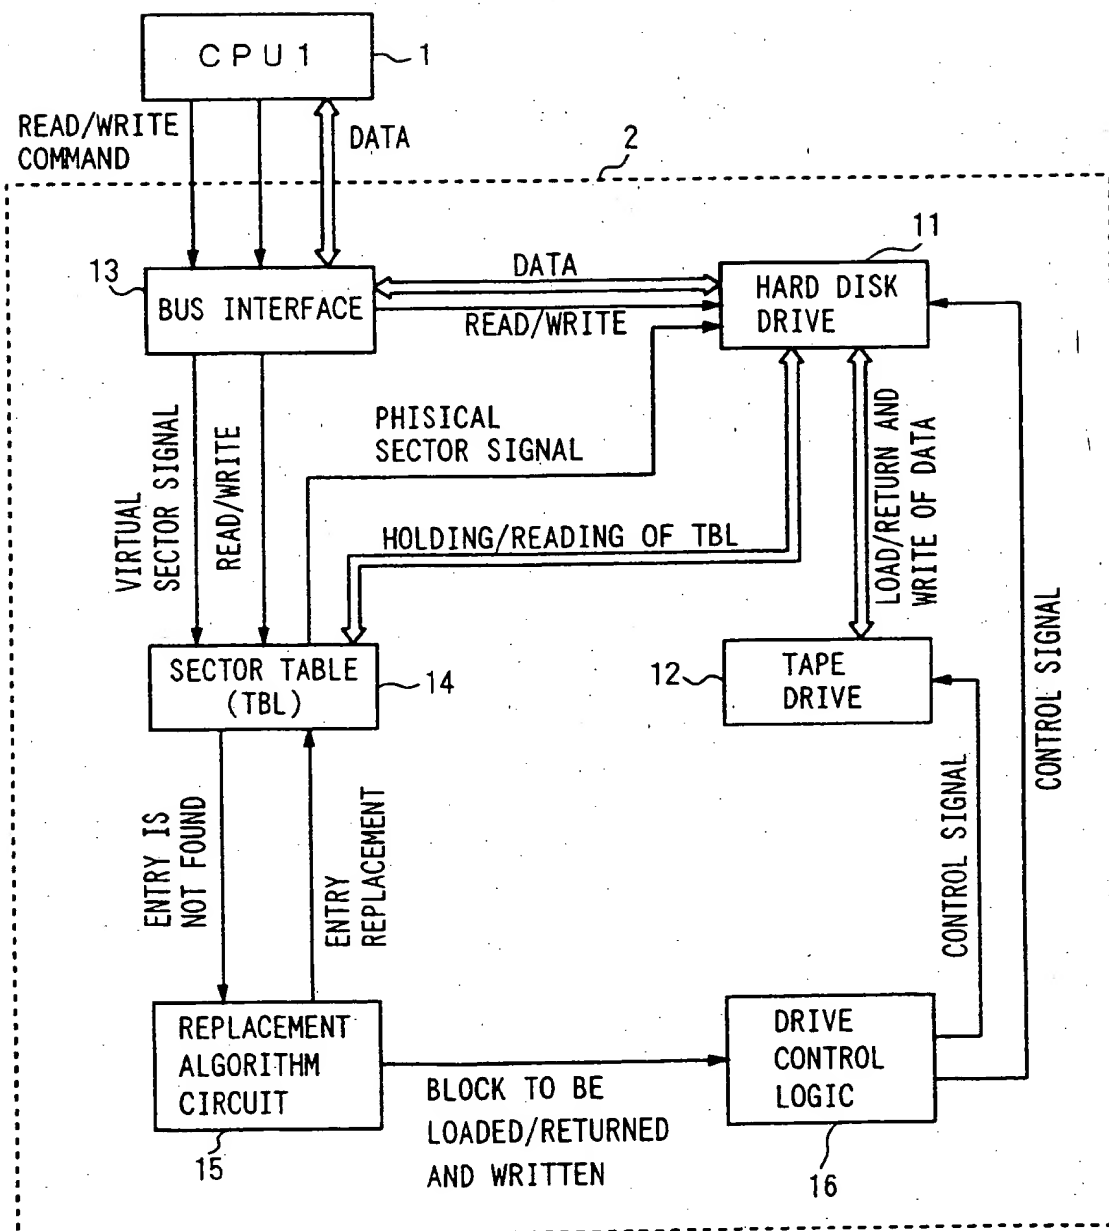 CPU1
1
READ/WRITE
COMMAND
DATA
2
13
BUS INTERFACE
DATA
READ/WRITE
11
HARD DISK
DRIVE
VIRTUAL
SECTOR SIGNAL
READ/WRITE
PHISICAL
SECTOR SIGNAL
HOLDING/READING OF TBL
LOAD/RETURN AND
WRITE OF DATA
CONTROL SIGNAL
SECTOR TABLE
(TBL)
14
12
TAPE
DRIVE
ENTRY IS
NOT FOUND
ENTRY
REPLACEMENT
CONTROL SIGNAL
REPLACEMENT
ALGORITHM
CIRCUIT
15
BLOCK TO BE
LOADED/RETURNED
AND WRITTEN
DRIVE
CONTROL
LOGIC
16